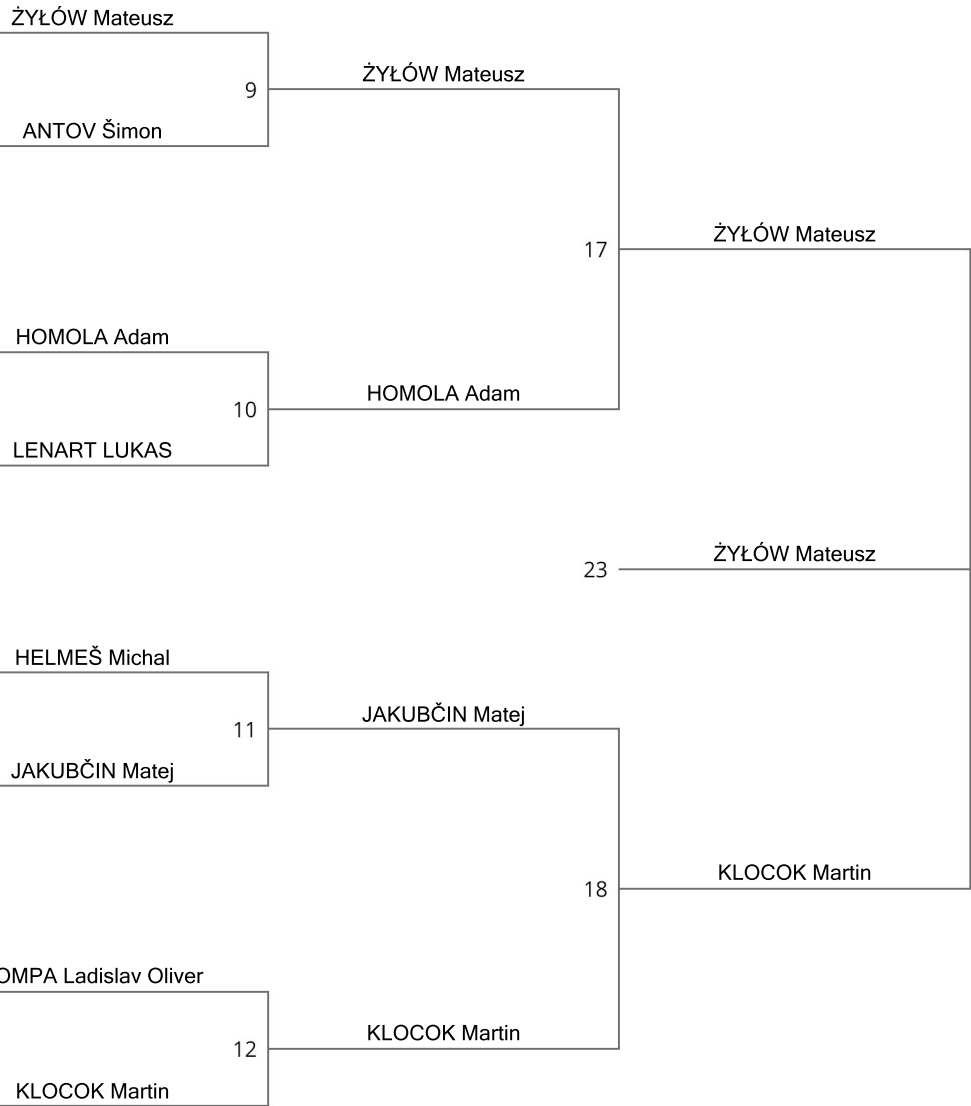 ŻYŁÓW Mateusz
9
ŻYŁÓW Mateusz
ANTOV Šimon
17
ŻYŁÓW Mateusz
HOMOLA Adam
10
HOMOLA Adam
LENART LUKAS
23
ŻYŁÓW Mateusz
HELMEŠ Michal
11
JAKUBČIN Matej
JAKUBČIN Matej
18
KLOCOK Martin
Ladislav Oliver
12
KLOCOK Martin
KLOCOK Martin